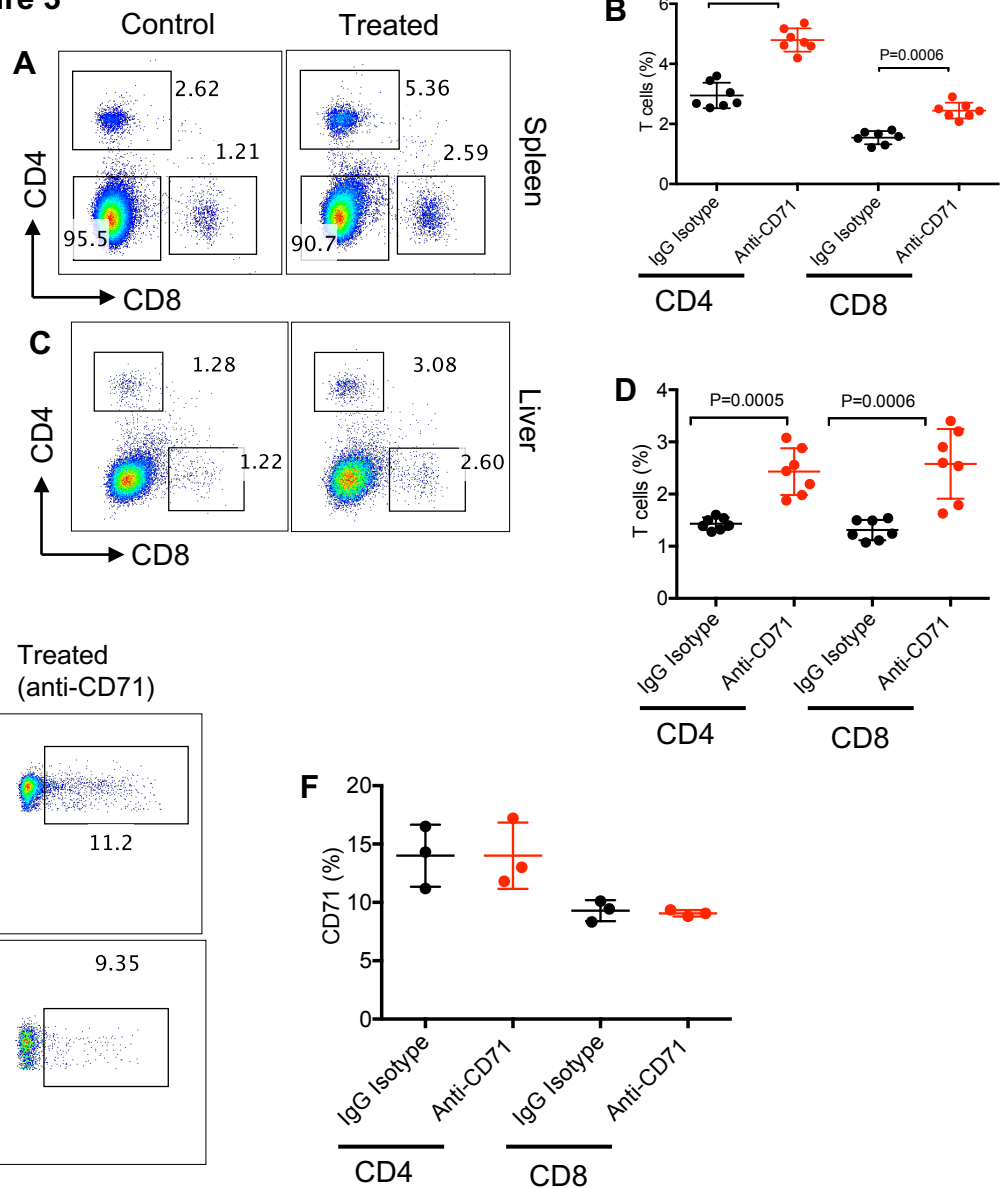 Control
Treated
A
2.62
5.36
1.21
2.59
95.5
90.7
CD4
CD8
Spleen
B
6
4
2
0
T cells (%)
P=0.0006
IgG Isotype
Anti-CD71
IgG Isotype
Anti-CD71
CD4
CD8
C
1.28
3.08
1.22
2.60
CD4
CD8
Liver
D
4
3
2
1
0
T cells (%)
P=0.0005
P=0.0006
IgG Isotype
Anti-CD71
IgG Isotype
Anti-CD71
CD4
CD8
Treated
(anti-CD71)
11.2
9.35
F
20
15
10
5
0
CD71 (%)
IgG Isotype
Anti-CD71
IgG Isotype
Anti-CD71
CD4
CD8